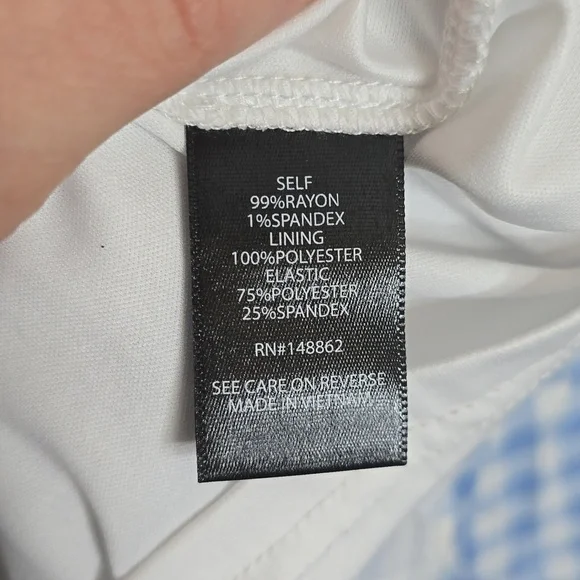 SELF
99%RAYON
1%SPANDEX
LINING
100%POLYESTER
ELASTIC
75%POLYESTER
25%SPANDEX
RN#148862
SEE CARE ON REVERSE
MADE IN VIETNAM